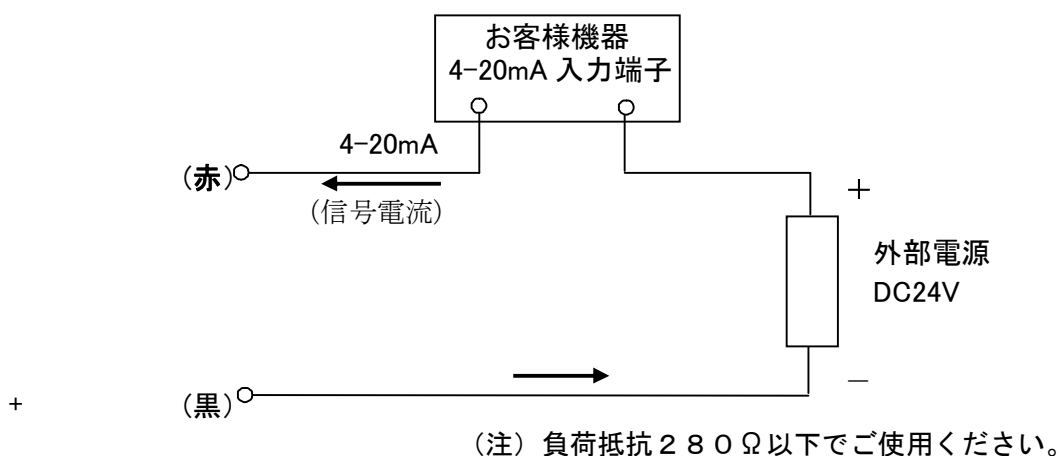 お客様機器
4-20mA 入力端子
4-20mA
(赤)
(信号電流)
+
外部電源
DC24V
−
+
(黒)
(注) 負荷抵抗２８０Ω以下でご使用ください。